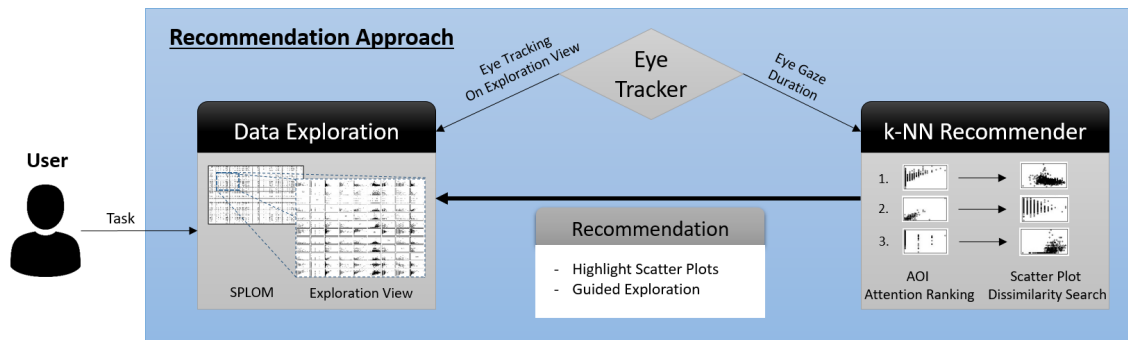 Recommendation Approach
Eye Tracking
On Exploration View
Eye
Tracker
Eye Gaze
Duration
User
Task
Data Exploration
SPLOM
Exploration View
Recommendation
- Highlight Scatter Plots
- Guided Exploration
k-NN Recommender
1.
2.
3.
AOI
Attention Ranking
Scatter Plot
Dissimilarity Search